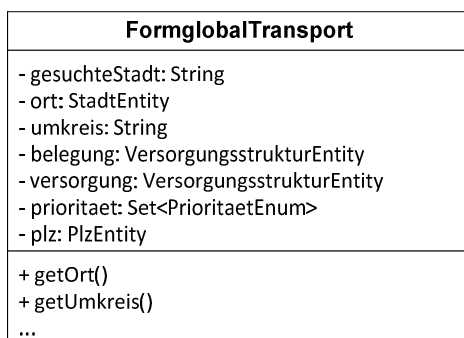 FormglobalTransport
- gesuchteStadt: String
- ort: StadtEntity
- umkreis: String
- belegung: VersorgungsstrukturEntity
- versorgung: VersorgungsstrukturEntity
- prioritaet: Set<PrioritaetEnum>
- plz: PlzEntity
+ getOrt()
+ getUmkreis()
...